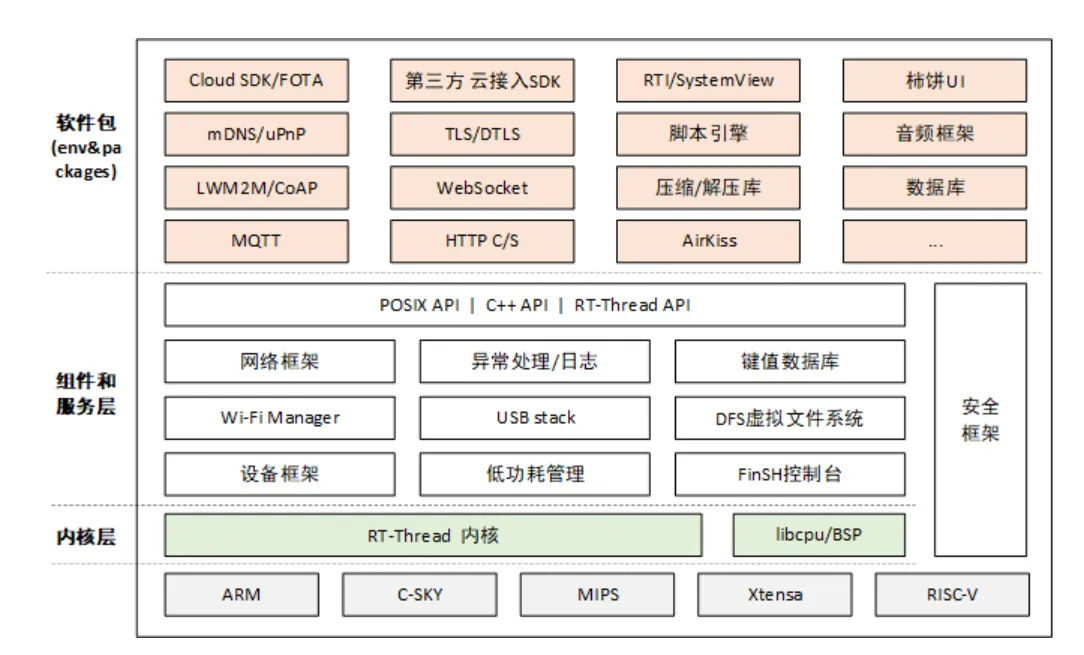 软件包
(env&pa
ckages)
Cloud SDK/FOTA
第三方 云接入SDK
RTI/SystemView
柿饼UI
mDNS/uPnP
TLS/DTLS
脚本引擎
音频框架
LWM2M/CoAP
WebSocket
压缩/解压库
数据库
MQTT
HTTP C/S
AirKiss
...
组件和
服务层
POSIX API | C++ API | RT-Thread API
网络框架
异常处理/日志
键值数据库
Wi-Fi Manager
USB stack
DFS虚拟文件系统
设备框架
低功耗管理
FinSH控制台
安全
框架
内核层
RT-Thread 内核
libcpu/BSP
ARM
C-SKY
MIPS
Xtensa
RISC-V